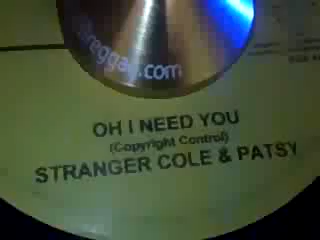 reggae.com
OH I NEED YOU
(Copyright Control)
STRANGER COLE & PATSY